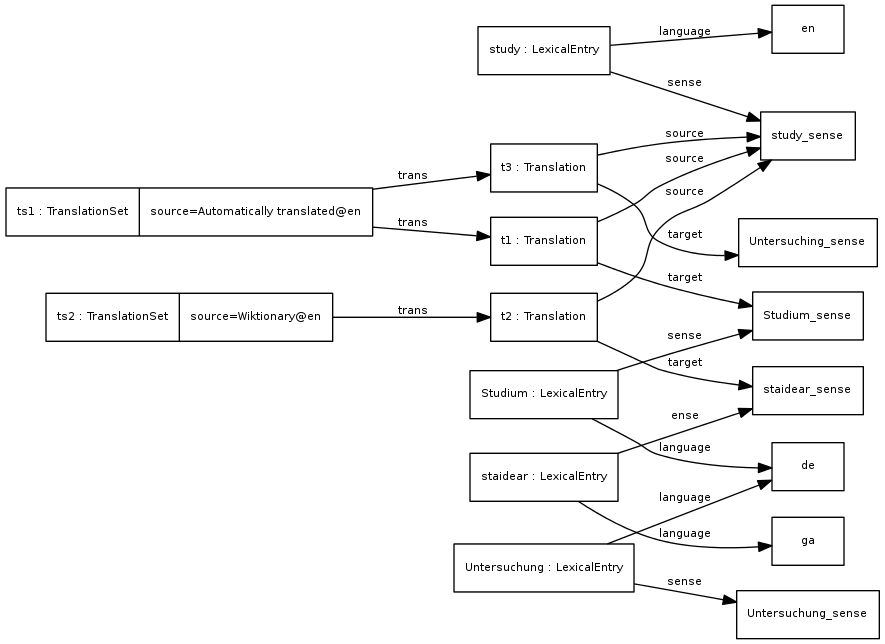 en
language
study : LexicalEntry
sense
study_sense
source
t3 : Translation
source
trans
source
ts1 : TranslationSet
source=Automatically translated@en
trans
target
t1 : Translation
Untersuching_sense
target
ts2 : TranslationSet
source=Wiktionary@en
trans
t2 : Translation
Studium_sense
sense
target
Studium : LexicalEntry
staidear_sense
ense
language
de
staidear : LexicalEntry
language
language
ga
Untersuchung : LexicalEntry
sense
Untersuchung_sense